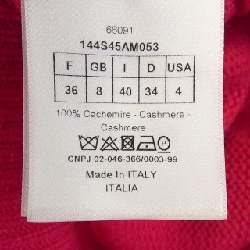 66091
144S45AM053
F GB I D USA
36 8 40 34 4
100% Cachemire - Cashmere -
Cashmere
CNPJ 02-046-366/0003-99
Made In ITALY
ITALIA